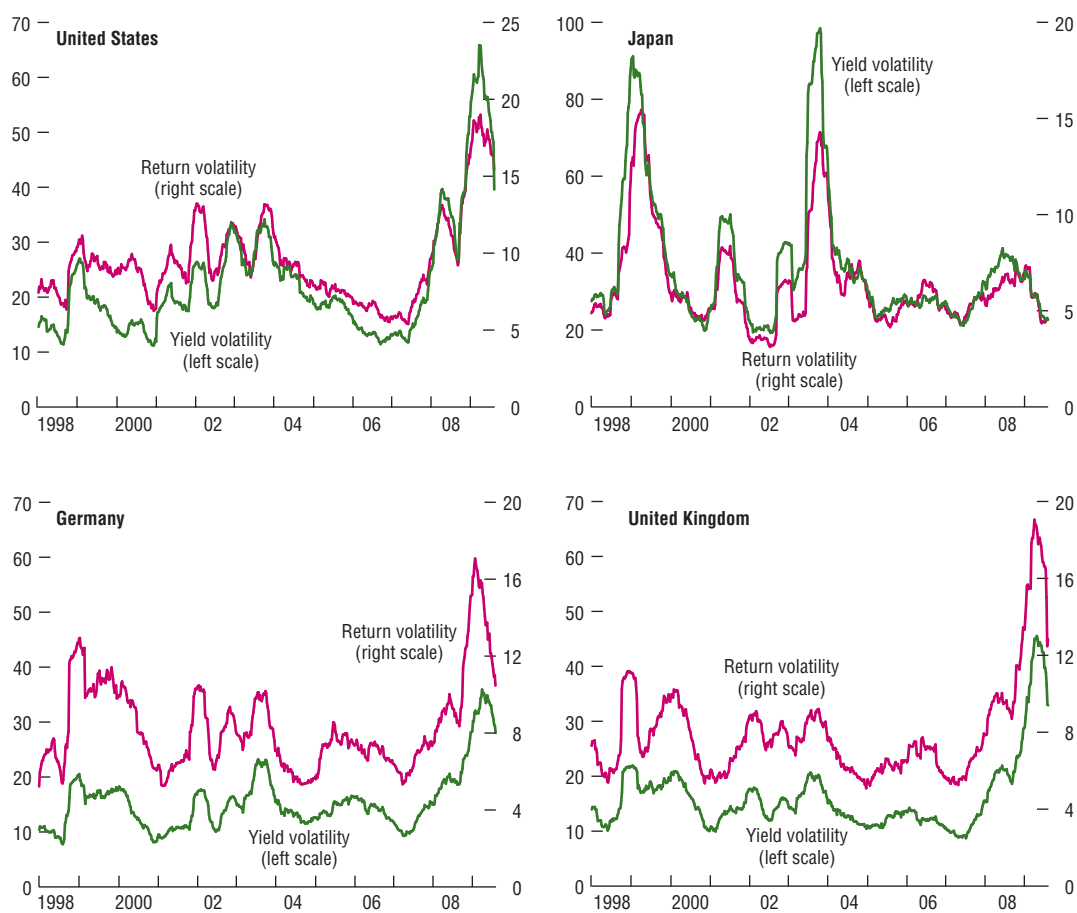 United States
70
60
50
40
30
20
10
0
25
20
15
10
5
0
Return volatility
(right scale)
Yield volatility
(left scale)
1998 2000 02 04 06 08
Japan
100
80
60
40
20
0
20
15
10
5
0
Yield volatility
(left scale)
Return volatility
(right scale)
1998 2000 02 04 06 08
Germany
70
60
50
40
30
20
10
0
20
16
12
8
4
0
Return volatility
(right scale)
Yield volatility
(left scale)
1998 2000 02 04 06 08
United Kingdom
70
60
50
40
30
20
10
0
20
16
12
8
4
0
Return volatility
(right scale)
Yield volatility
(left scale)
1998 2000 02 04 06 08